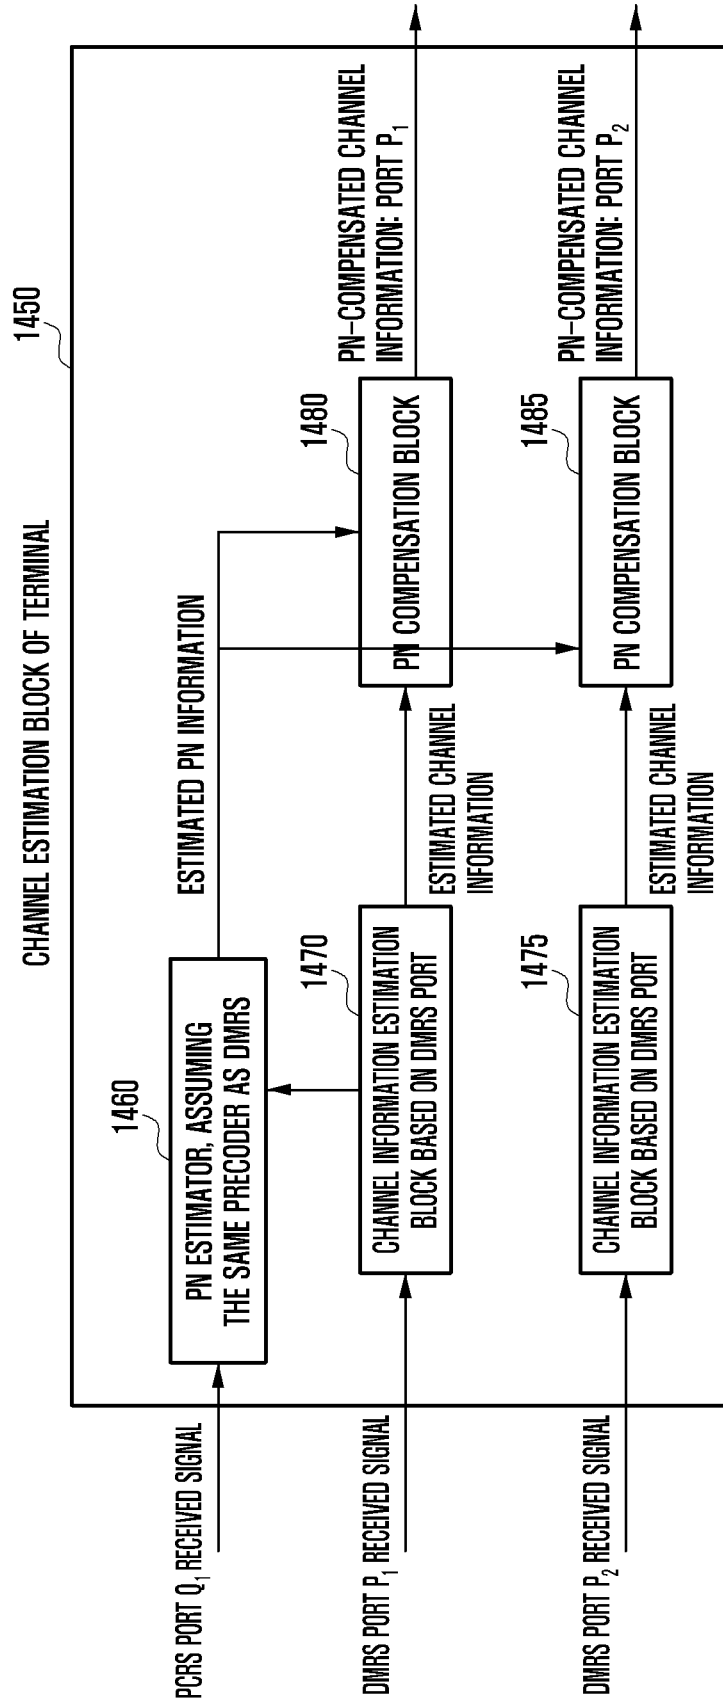 CHANNEL ESTIMATION BLOCK OF TERMINAL
1450
PCRS PORT Q1 RECEIVED SIGNAL
1460
PN ESTIMATOR, ASSUMING
THE SAME PRECODER AS DMRS
ESTIMATED PN INFORMATION
DMRS PORT P1 RECEIVED SIGNAL
1470
CHANNEL INFORMATION ESTIMATION
BLOCK BASED ON DMRS PORT
ESTIMATED CHANNEL
INFORMATION
1480
PN COMPENSATION BLOCK
PN-COMPENSATED CHANNEL
INFORMATION: PORT P1
DMRS PORT P2 RECEIVED SIGNAL
1475
CHANNEL INFORMATION ESTIMATION
BLOCK BASED ON DMRS PORT
ESTIMATED CHANNEL
INFORMATION
1485
PN COMPENSATION BLOCK
PN-COMPENSATED CHANNEL
INFORMATION: PORT P2